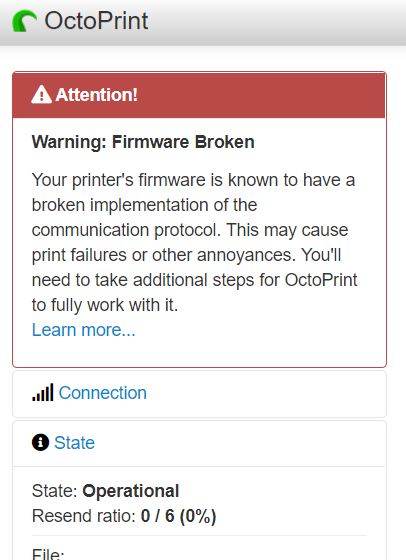 OctoPrint
Attention!
Warning: Firmware Broken
Your printer's firmware is known to have a
broken implementation of the
communication protocol. This may cause
print failures or other annoyances. You'll
need to take additional steps for OctoPrint
to fully work with it.
Learn more...
Connection
State
State: Operational
Resend ratio: 0 / 6 (0%)
File: